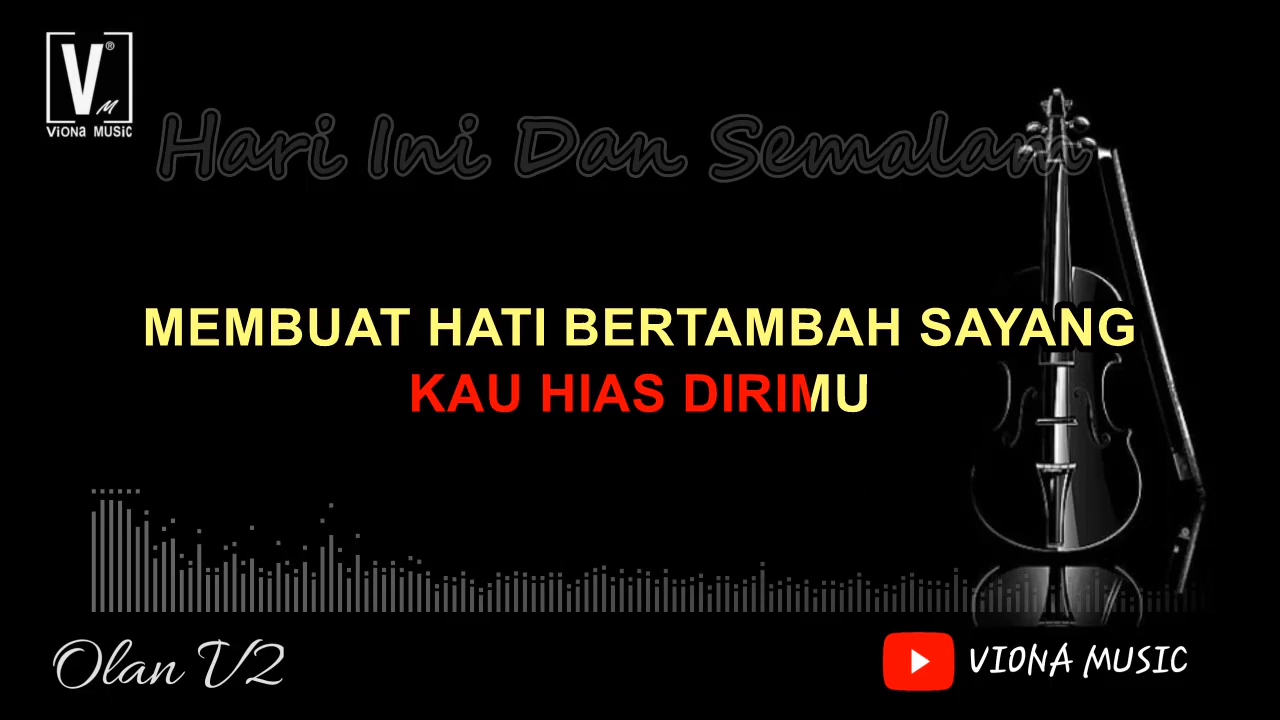 V®
M
ViONa MUSiC
Hari Ini Dan Semalam
MEMBUAT HATI BERTAMBAH SAYANG
KAU HIAS DIRIMU
Olan V2
VIONA MUSIC